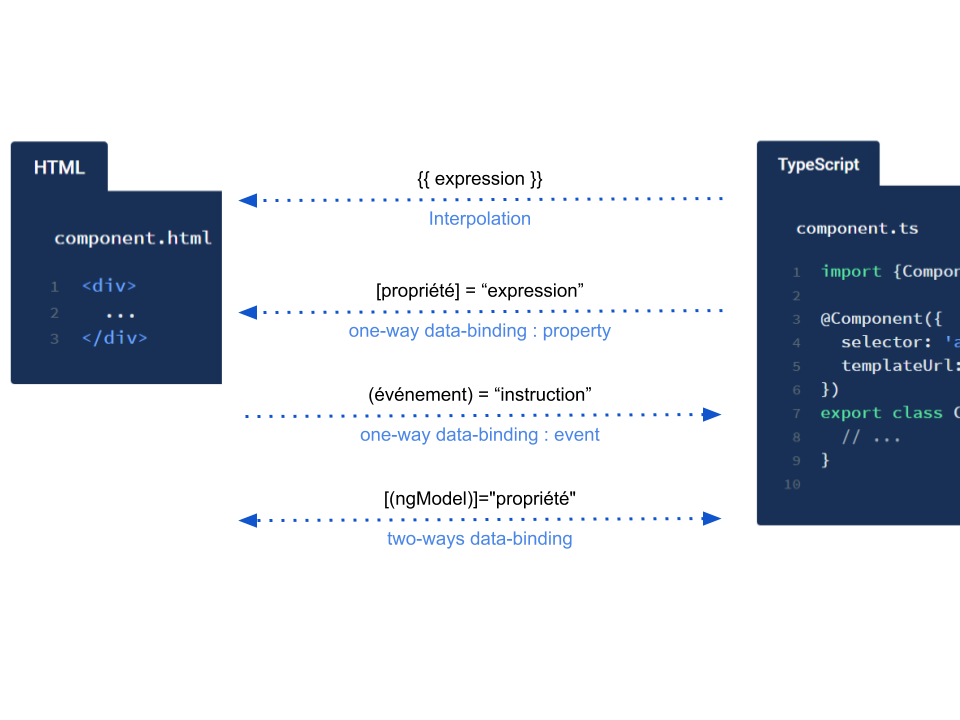 HTML
component.html
1 <div>
2 ...
3 </div>
{{ expression }}
Interpolation
[propriété] = “expression”
one-way data-binding : property
(événement) = “instruction”
one-way data-binding : event
[(ngModel)]="propriété"
two-ways data-binding
TypeScript
component.ts
1 import {Compon
2
3 @Component({
4 selector: 'a
5 templateUrl:
6 })
7 export class C
8 // ...
9 }
10